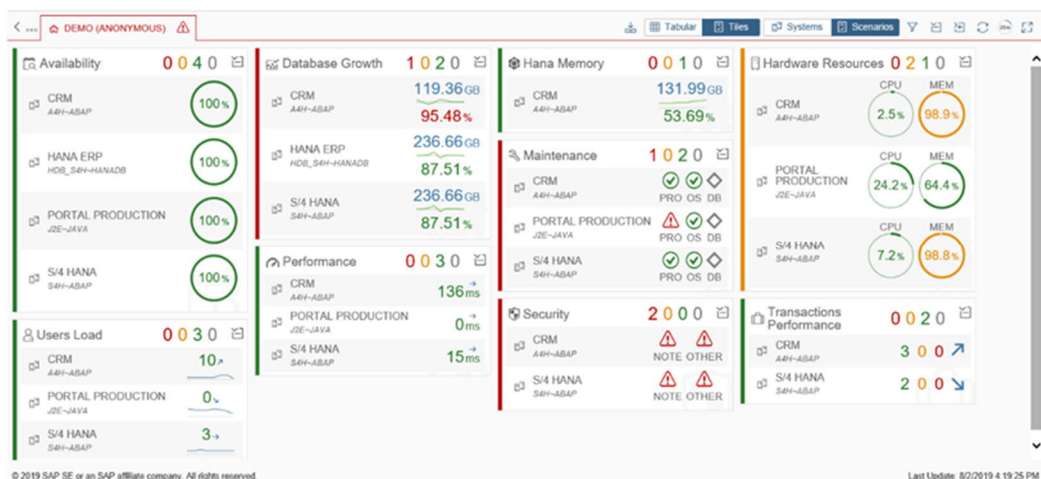 DEMO (ANONYMOUS)
Tabular Tiles Systems Scenarios
Availability 0 0 4 0
CRM
A4H~ABAP
100%
HANA ERP
HDB_S4H~HANADB
100%
PORTAL PRODUCTION
J2E~JAVA
100%
S/4 HANA
S4H~ABAP
100%
Users Load 0 0 3 0
CRM
A4H~ABAP
10
PORTAL PRODUCTION
J2E~JAVA
0
S/4 HANA
S4H~ABAP
3
Database Growth 1 0 2 0
CRM
A4H~ABAP
119.36 GB
95.48 %
HANA ERP
HDB_S4H~HANADB
236.66 GB
87.51 %
S/4 HANA
S4H~ABAP
236.66 GB
87.51 %
Performance 0 0 3 0
CRM
A4H~ABAP
136 ms
PORTAL PRODUCTION
J2E~JAVA
0 ms
S/4 HANA
S4H~ABAP
15 ms
Hana Memory 0 0 1 0
CRM
A4H~ABAP
131.99 GB
53.69 %
Maintenance 1 0 2 0
CRM
A4H~ABAP
PRO OS DB
PORTAL PRODUCTION
J2E~JAVA
PRO OS DB
S/4 HANA
S4H~ABAP
PRO OS DB
Security 2 0 0 0
CRM
A4H~ABAP
NOTE OTHER
S/4 HANA
S4H~ABAP
NOTE OTHER
Hardware Resources 0 2 1 0
CRM
A4H~ABAP
CPU MEM
2.5% 98.9%
PORTAL
PRODUCTION
J2E~JAVA
CPU MEM
24.2% 64.4%
S/4 HANA
S4H~ABAP
CPU MEM
7.2% 98.8%
Transactions
Performance 0 0 2 0
CRM
A4H~ABAP
3 0 0
S/4 HANA
S4H~ABAP
2 0 0
© 2019 SAP SE or an SAP affiliate company. All rights reserved.
Last Update: 8/2/2019 4:19:25 PM